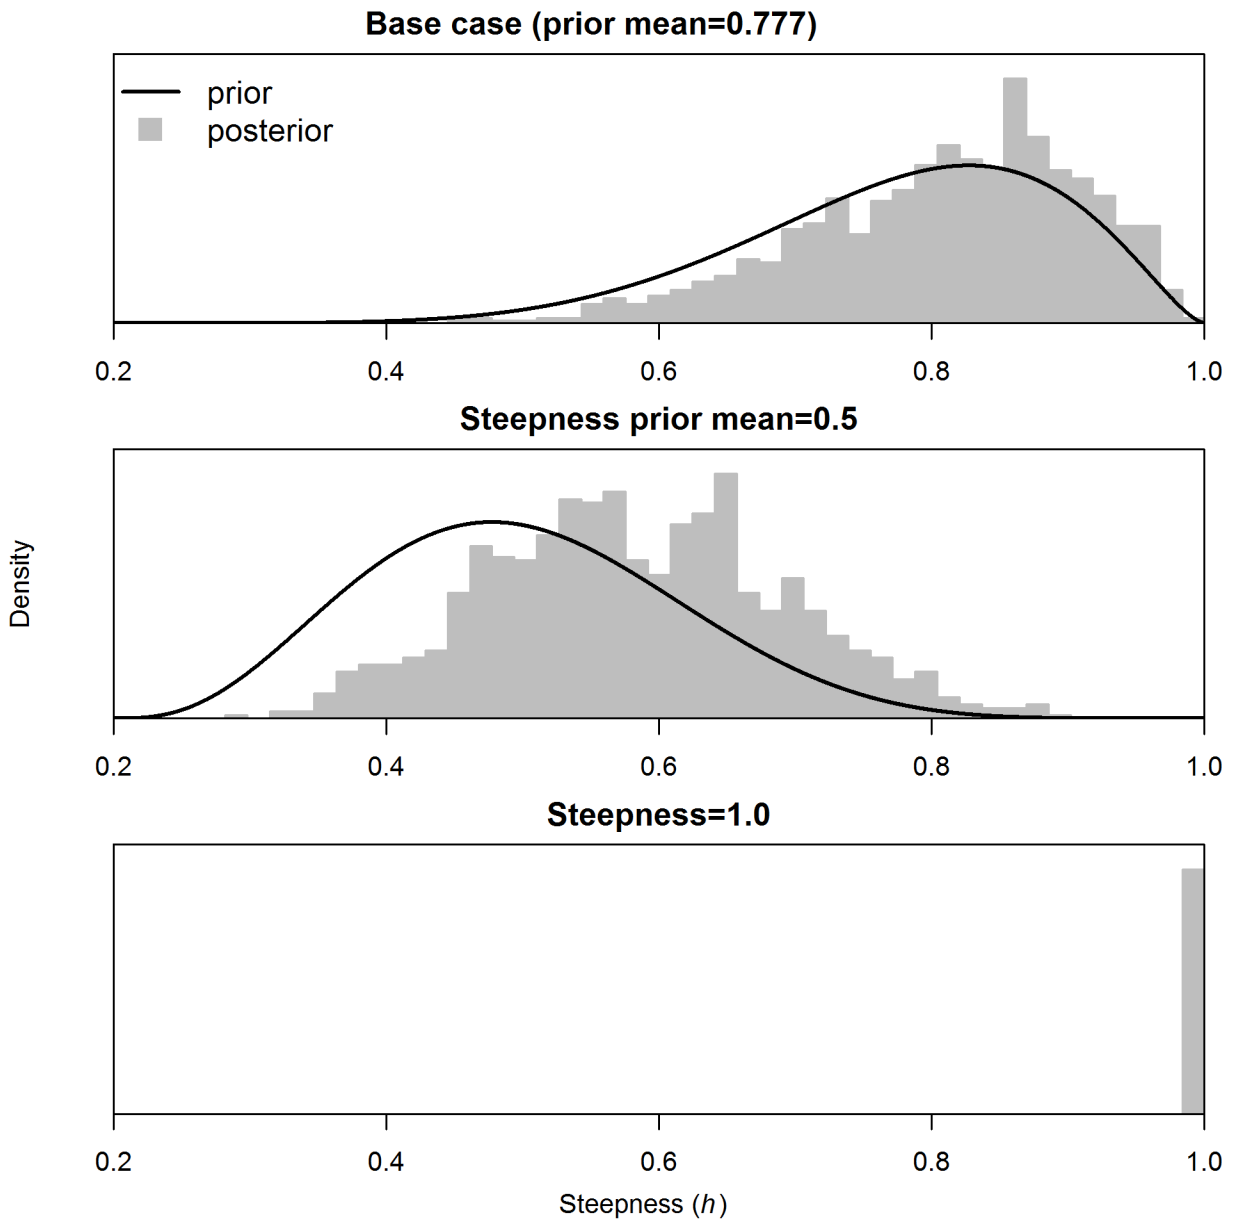 Base case (prior mean=0.777)
prior
posterior
0.2 0.4 0.6 0.8 1.0
Steepness prior mean=0.5
Density
0.2 0.4 0.6 0.8 1.0
Steepness=1.0
0.2 0.4 0.6 0.8 1.0
Steepness (h)